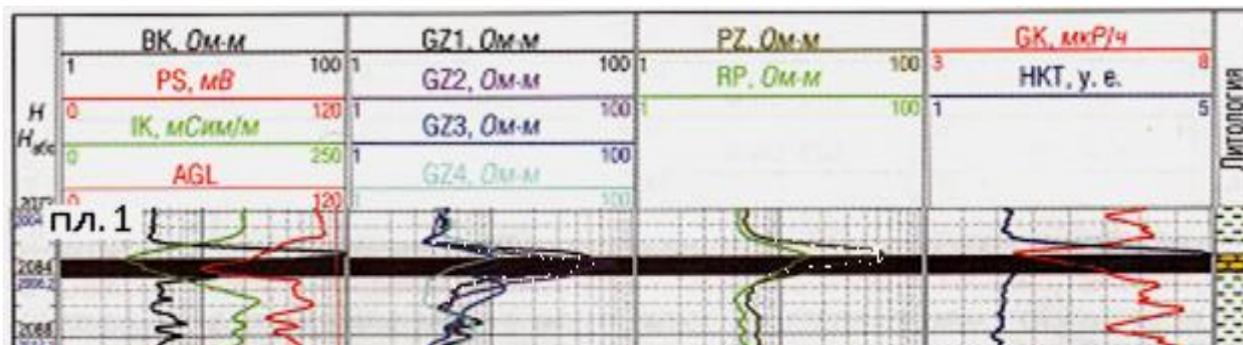 BK, Ом-м
1 100
PS, мВ
0 120
IK, мСим/м
0 250
AGL
0 120
GZ1, Ом-м
1 100
GZ2, Ом-м
1 100
GZ3, Ом-м
1 100
GZ4, Ом-м
1 100
PZ, Ом-м
1 100
RP, Ом-м
1 100
GK, мкР/ч
3 8
НКТ, у. е.
1 5
Литология
H
Hабс
пл. 1
2084
2088